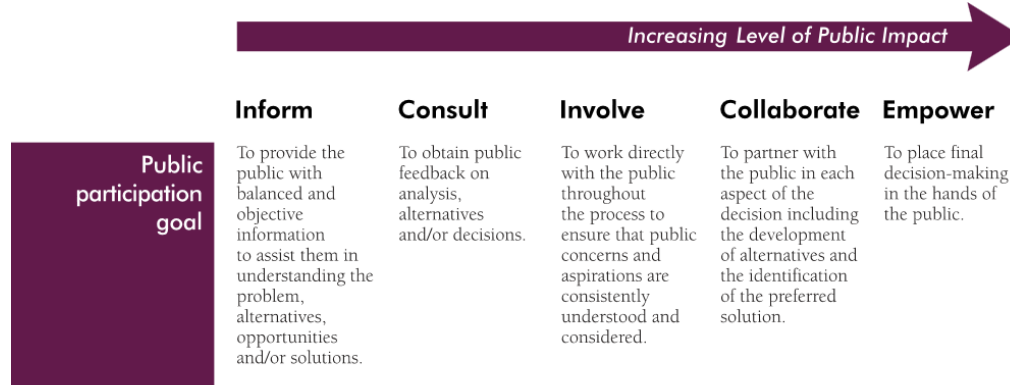 Increasing Level of Public Impact
Inform
Consult
Involve
Collaborate
Empower
Public
participation
goal
To provide the
public with
balanced and
objective
information
to assist them in
understanding the
problem,
alternatives,
opportunities
and/or solutions.
To obtain public
feedback on
analysis,
alternatives
and/or decisions.
To work directly
with the public
throughout
the process to
ensure that public
concerns and
aspirations are
consistently
understood and
considered.
To partner with
the public in each
aspect of the
decision including
the development
of alternatives and
the identification
of the preferred
solution.
To place final
decision-making
in the hands of
the public.